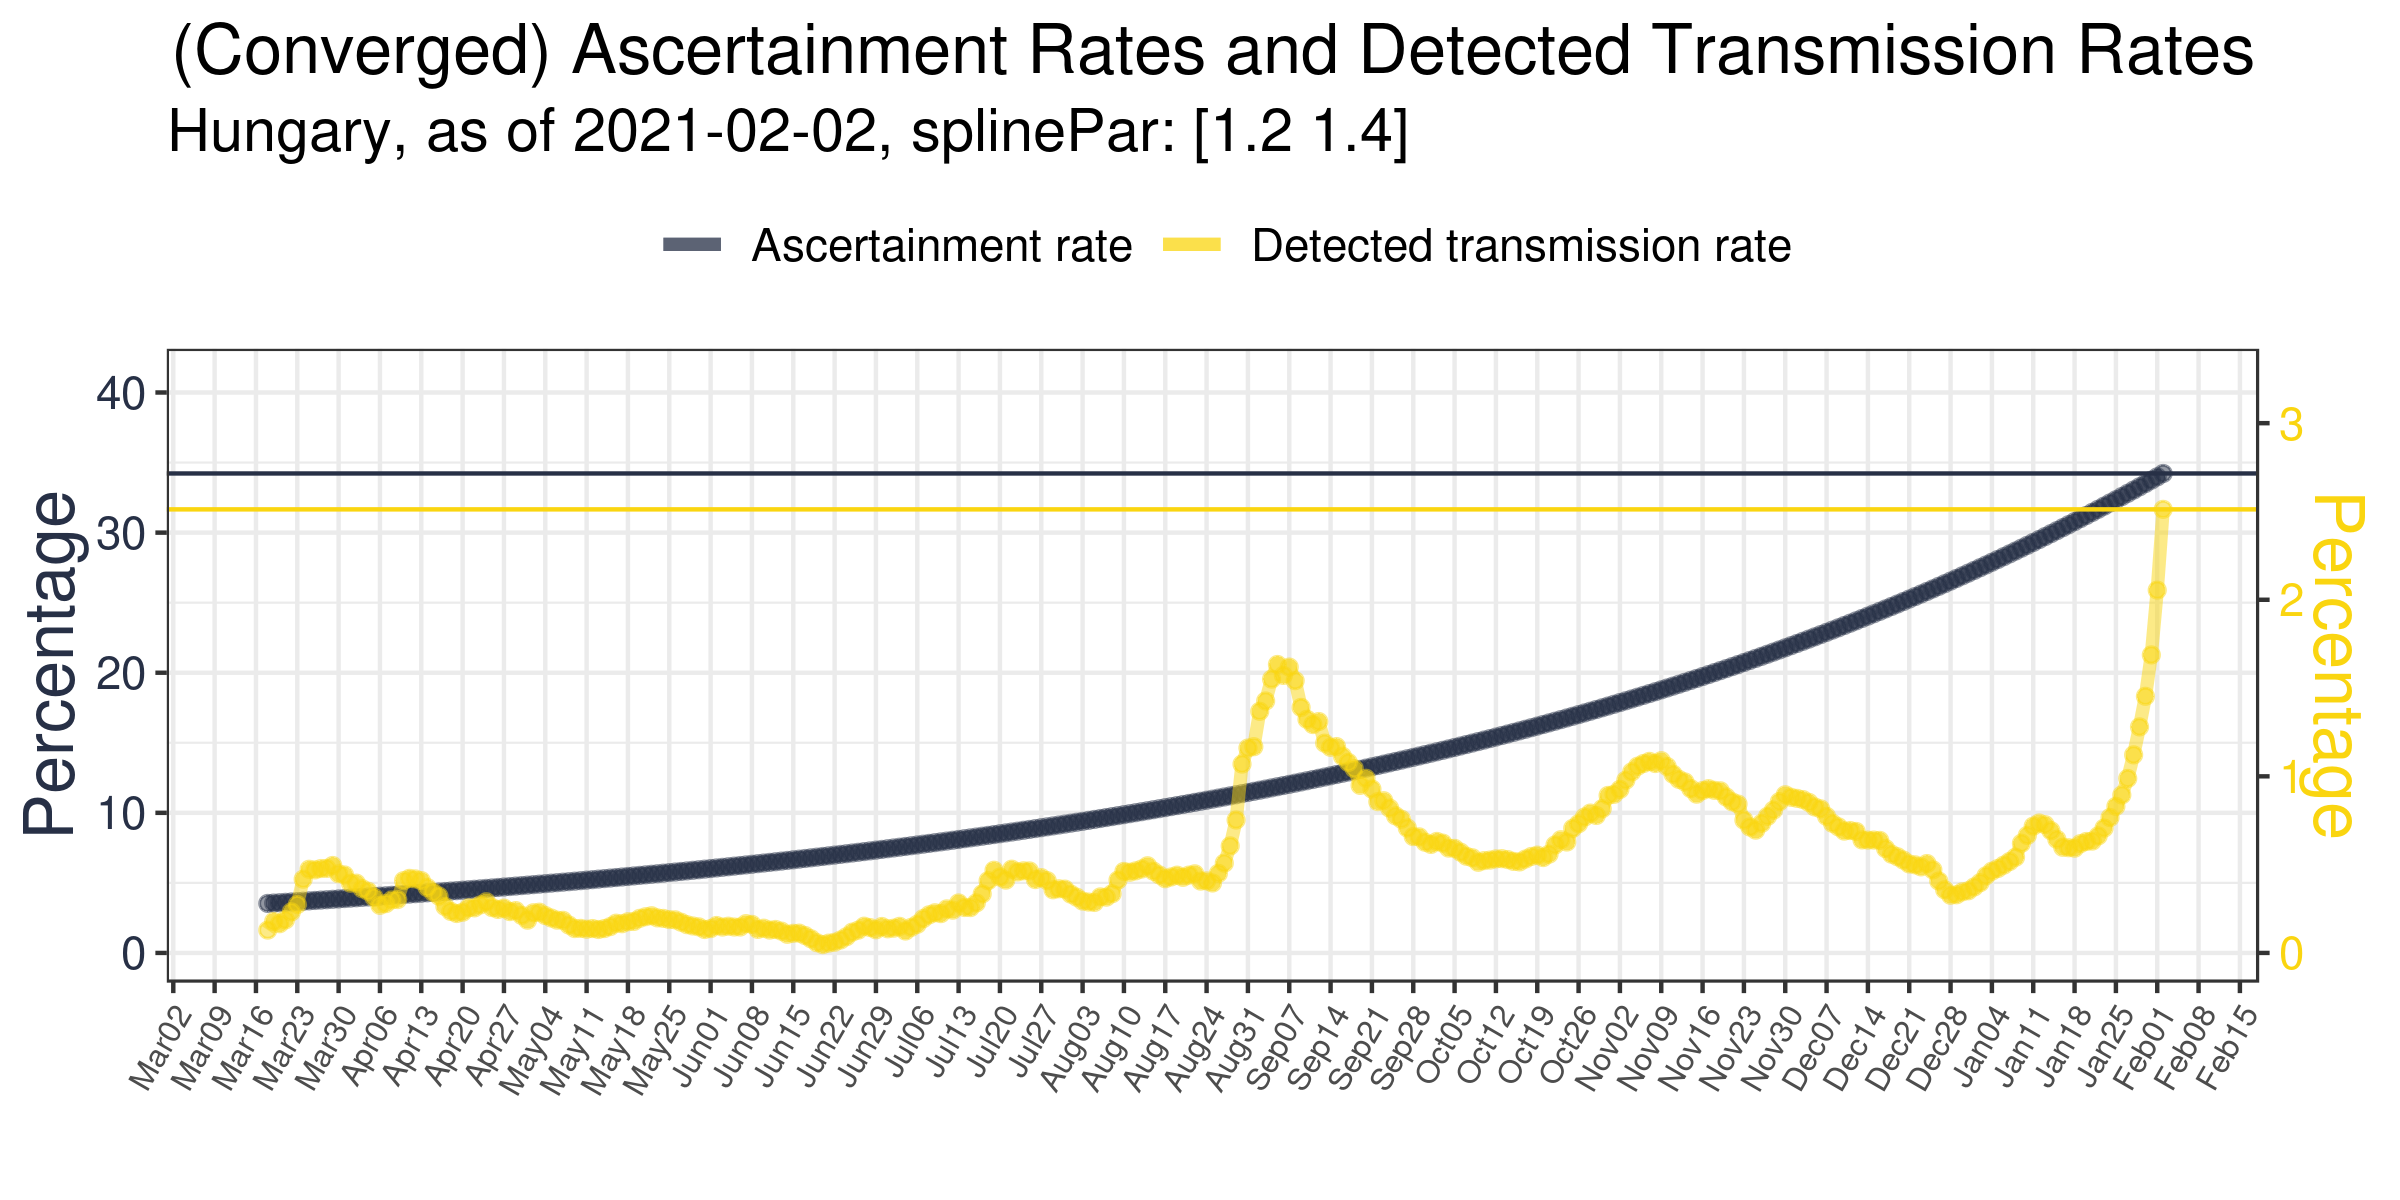 (Converged) Ascertainment Rates and Detected Transmission Rates
Hungary, as of 2021-02-02, splinePar: [1.2 1.4]
Ascertainment rate
Detected transmission rate
40
30
20
10
0
Percentage
3
2
1
0
Percentage
Mar02
Mar09
Mar16
Mar23
Mar30
Apr06
Apr13
Apr20
Apr27
May04
May11
May18
May25
Jun01
Jun08
Jun15
Jun22
Jun29
Jul06
Jul13
Jul20
Jul27
Aug03
Aug10
Aug17
Aug24
Aug31
Sep07
Sep14
Sep21
Sep28
Oct05
Oct12
Oct19
Oct26
Nov02
Nov09
Nov16
Nov23
Nov30
Dec07
Dec14
Dec21
Dec28
Jan04
Jan11
Jan18
Jan25
Feb01
Feb08
Feb15